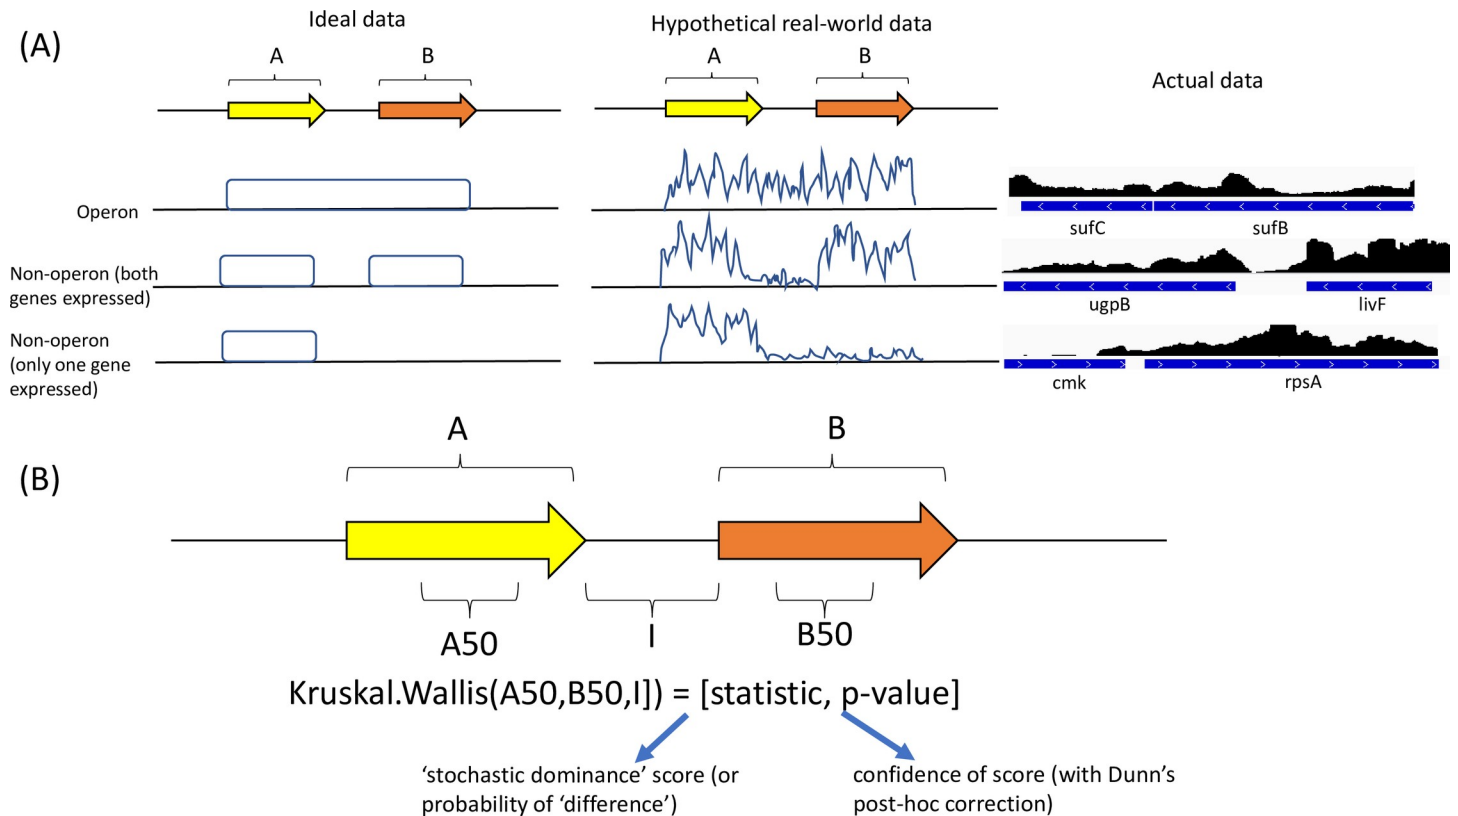 (A)
Ideal data
A
B
Hypothetical real-world data
A
B
Actual data
Operon
Non-operon (both
genes expressed)
Non-operon
(only one gene
expressed)
sufC
sufB
ugpB
livF
cmk
rpsA
(B)
A
B
A50
I
B50
Kruskal.Wallis(A50,B50,I]) = [statistic, p-value]
‘stochastic dominance’ score (or
probability of ‘difference’)
confidence of score (with Dunn’s
post-hoc correction)